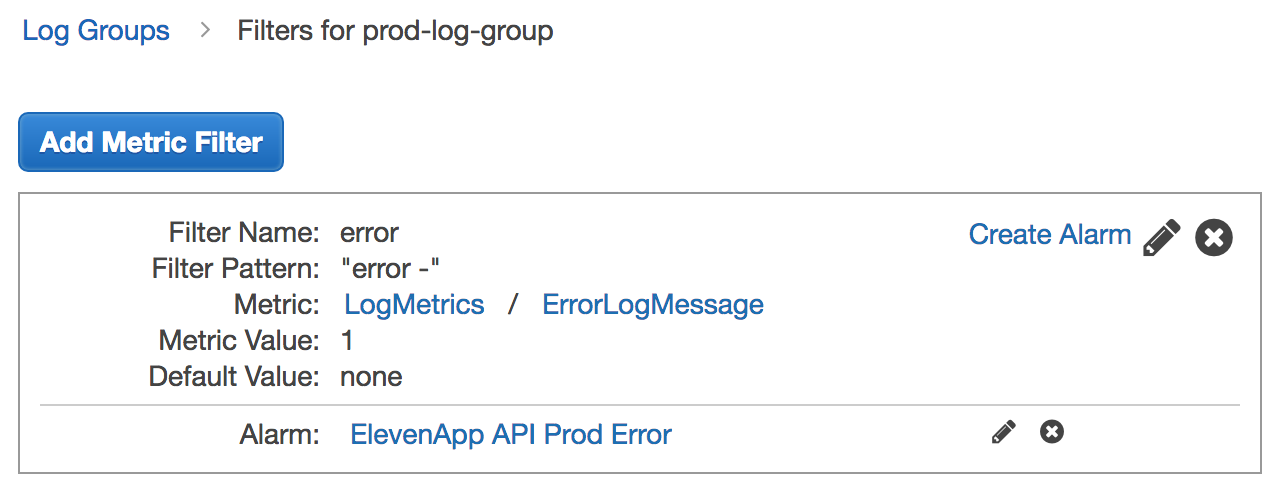 Log Groups > Filters for prod-log-group
Add Metric Filter
Filter Name: error
Create Alarm
Filter Pattern: "error -"
Metric: LogMetrics / ErrorLogMessage
Metric Value: 1
Default Value: none
Alarm: ElevenApp API Prod Error